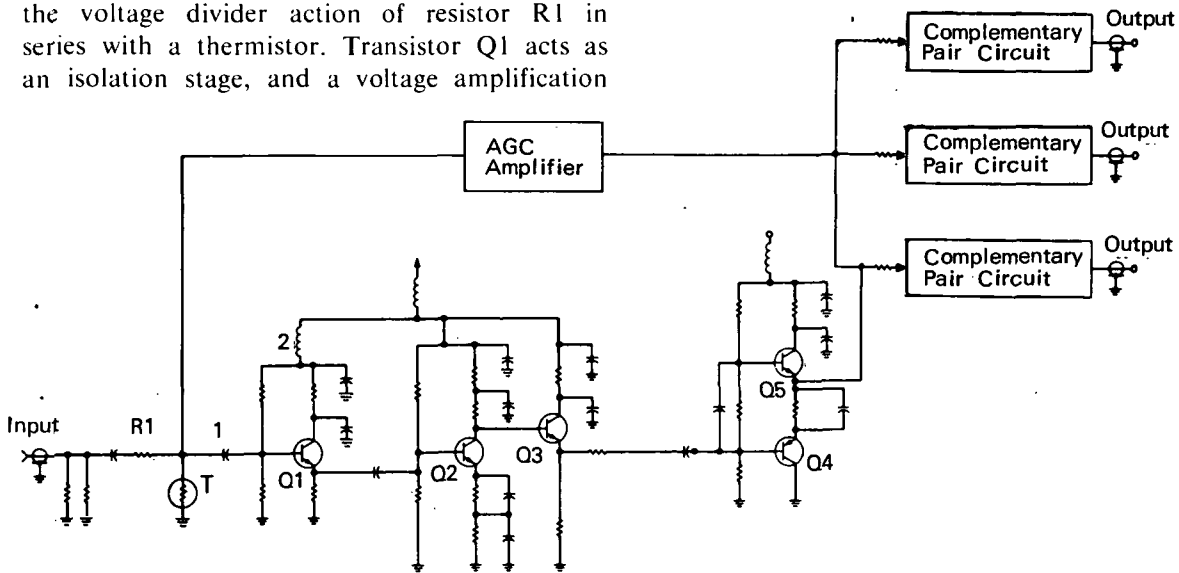 the voltage divider action of resistor R1 in
series with a thermistor. Transistor Q1 acts as
an isolation stage, and a voltage amplification
Output
Complementary
Pair Circuit
Output
Complementary
Pair Circuit
AGC
Amplifier
Output
Complementary
Pair Circuit
2
Q5
Input
R1
1
Q1
Q2
Q3
Q4
T